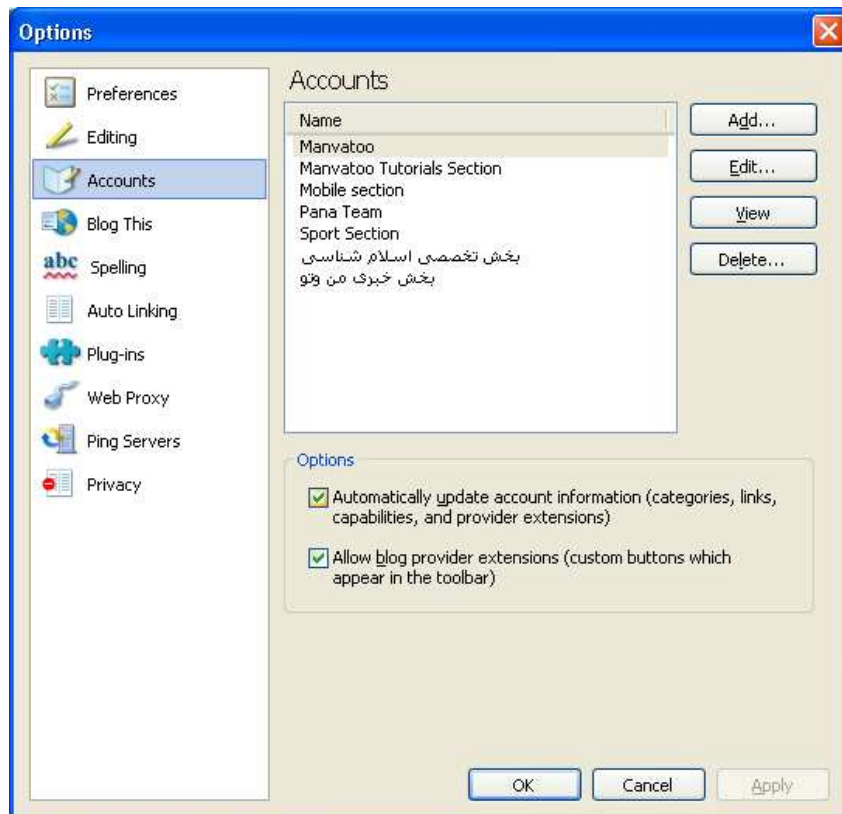 Options
Preferences
Editing
Accounts
Blog This
abc Spelling
Auto Linking
Plug-ins
Web Proxy
Ping Servers
Privacy
Accounts
Name
Manvatoo
Manvatoo Tutorials Section
Mobile section
Pana Team
Sport Section
بخش تخصصی اسلام شناسی
بخش خبری من وتو
Add...
Edit...
View
Delete...
Options
Automatically update account information (categories, links,
capabilities, and provider extensions)
Allow blog provider extensions (custom buttons which
appear in the toolbar)
OK
Cancel
Apply